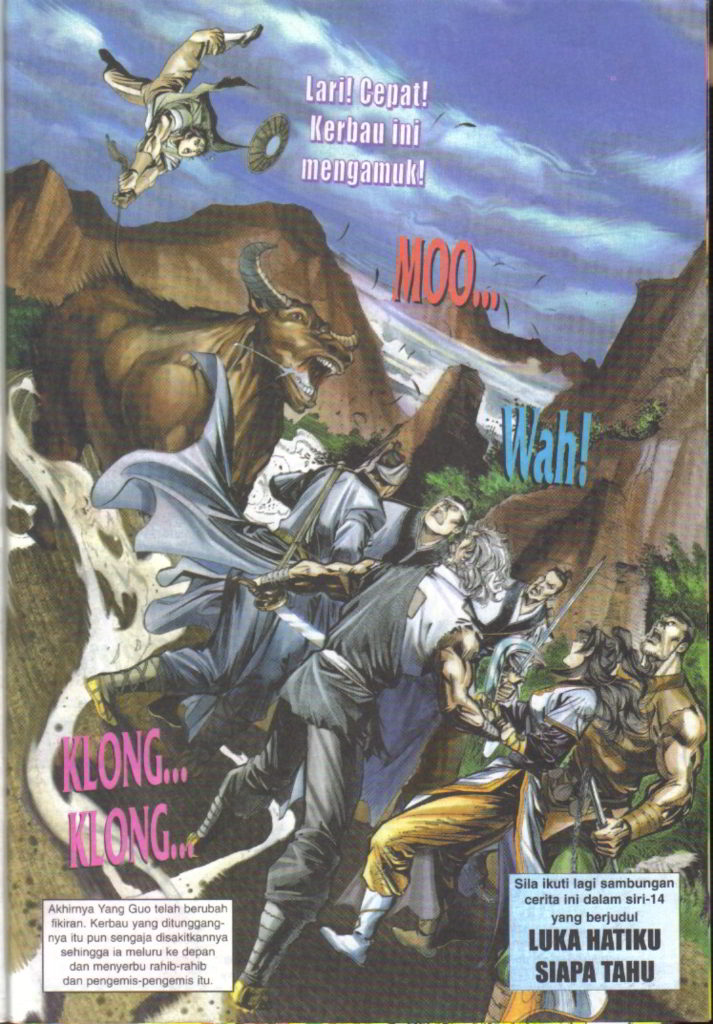 Lari! Cepat!
Kerbau ini
mengamuk!
MOO...
Wah!
KLONG...
KLONG...
Akhirnya Yang Guo telah berubah
fikiran. Kerbau yang ditunggang-
nya itu pun sengaja disakitkannya
sehingga ia meluru ke depan
dan menyerbu rahib-rahib
dan pengemis-pengemis itu.
Sila ikuti lagi sambungan
cerita ini dalam siri-14
yang berjudul
LUKA HATIKU
SIAPA TAHU